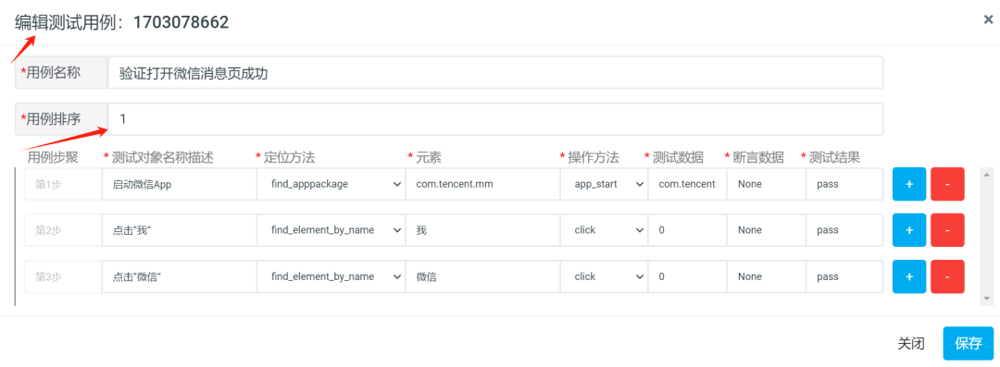 编辑测试用例：1703078662 ×
*用例名称 验证打开微信消息页成功
*用例排序 1
用例步聚 * 测试对象名称描述 * 定位方法 * 元素 * 操作方法 * 测试数据 * 断言数据 * 测试结果
第1步 启动微信App find_apppackage com.tencent.mm app_start com.tencent None pass + -
第2步 点击"我" find_element_by_name 我 click 0 None pass + -
第3步 点击"微信" find_element_by_name 微信 click 0 None pass + -
关闭 保存